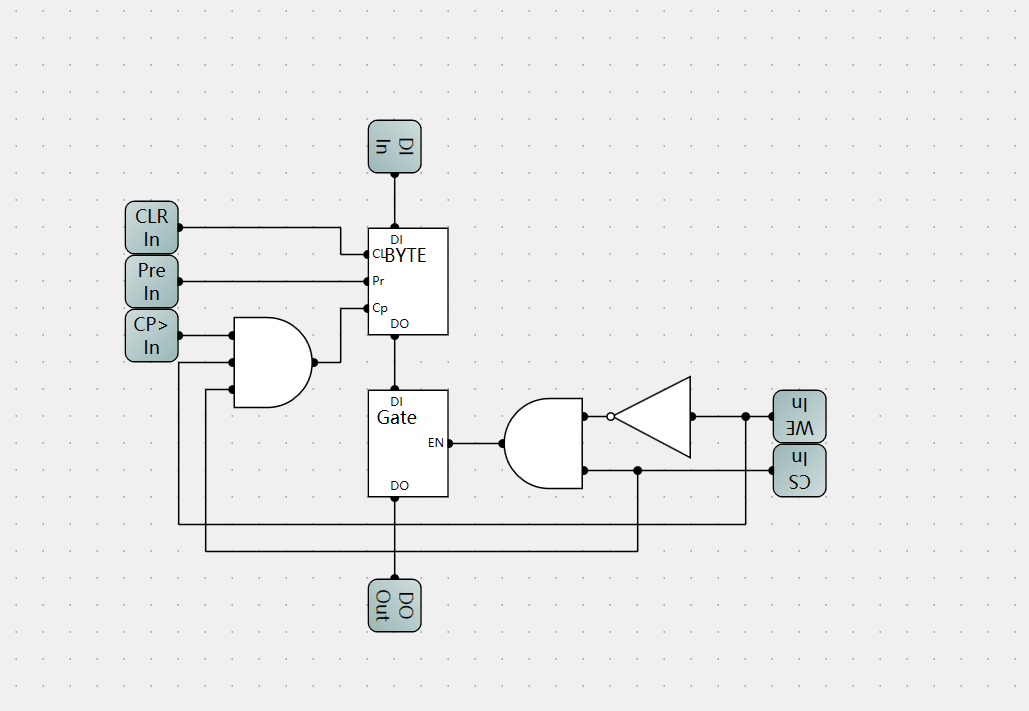 DI
In
CLR
In
Pre
In
CP>
In
DI
CL
BYTE
Pr
Cp
DO
DI
Gate
EN
DO
WE
In
CS
In
DO
Out